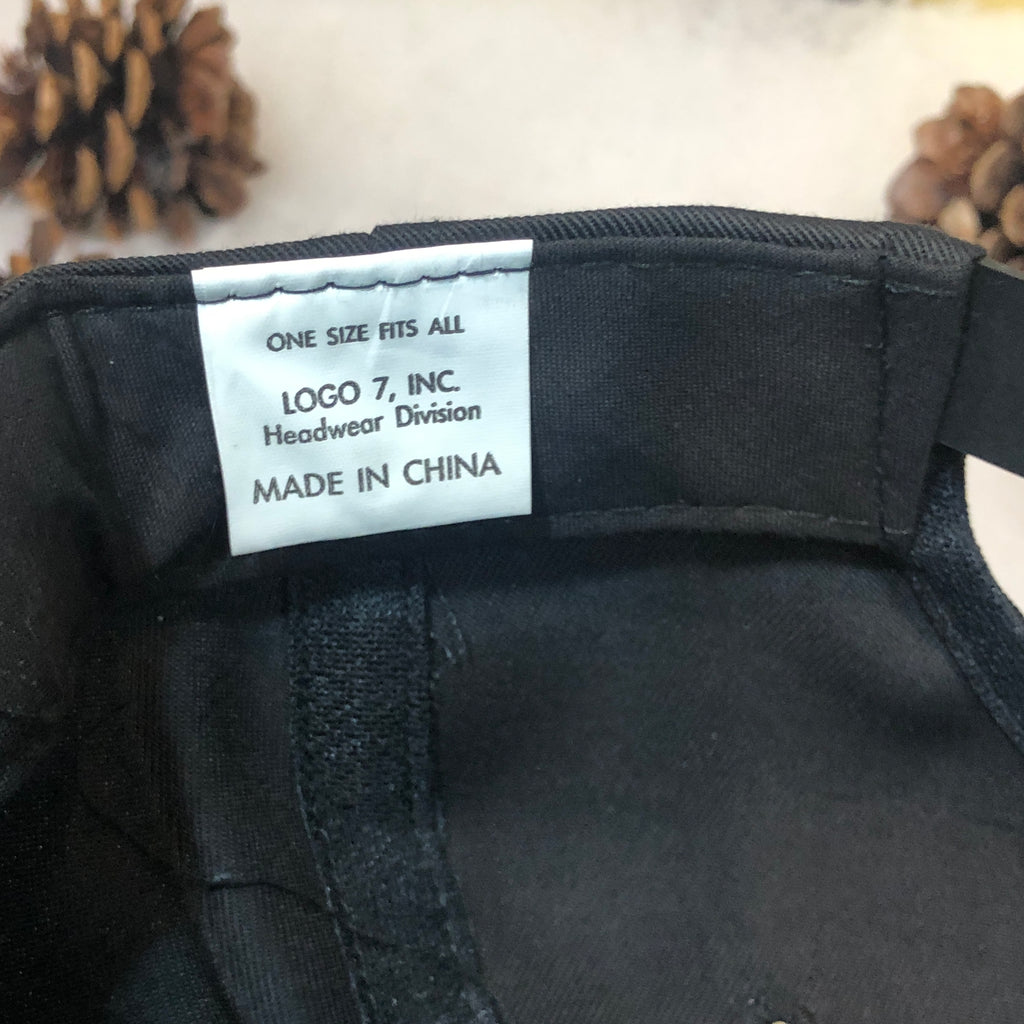 ONE SIZE FITS ALL
LOGO 7, INC.
Headwear Division
MADE IN CHINA